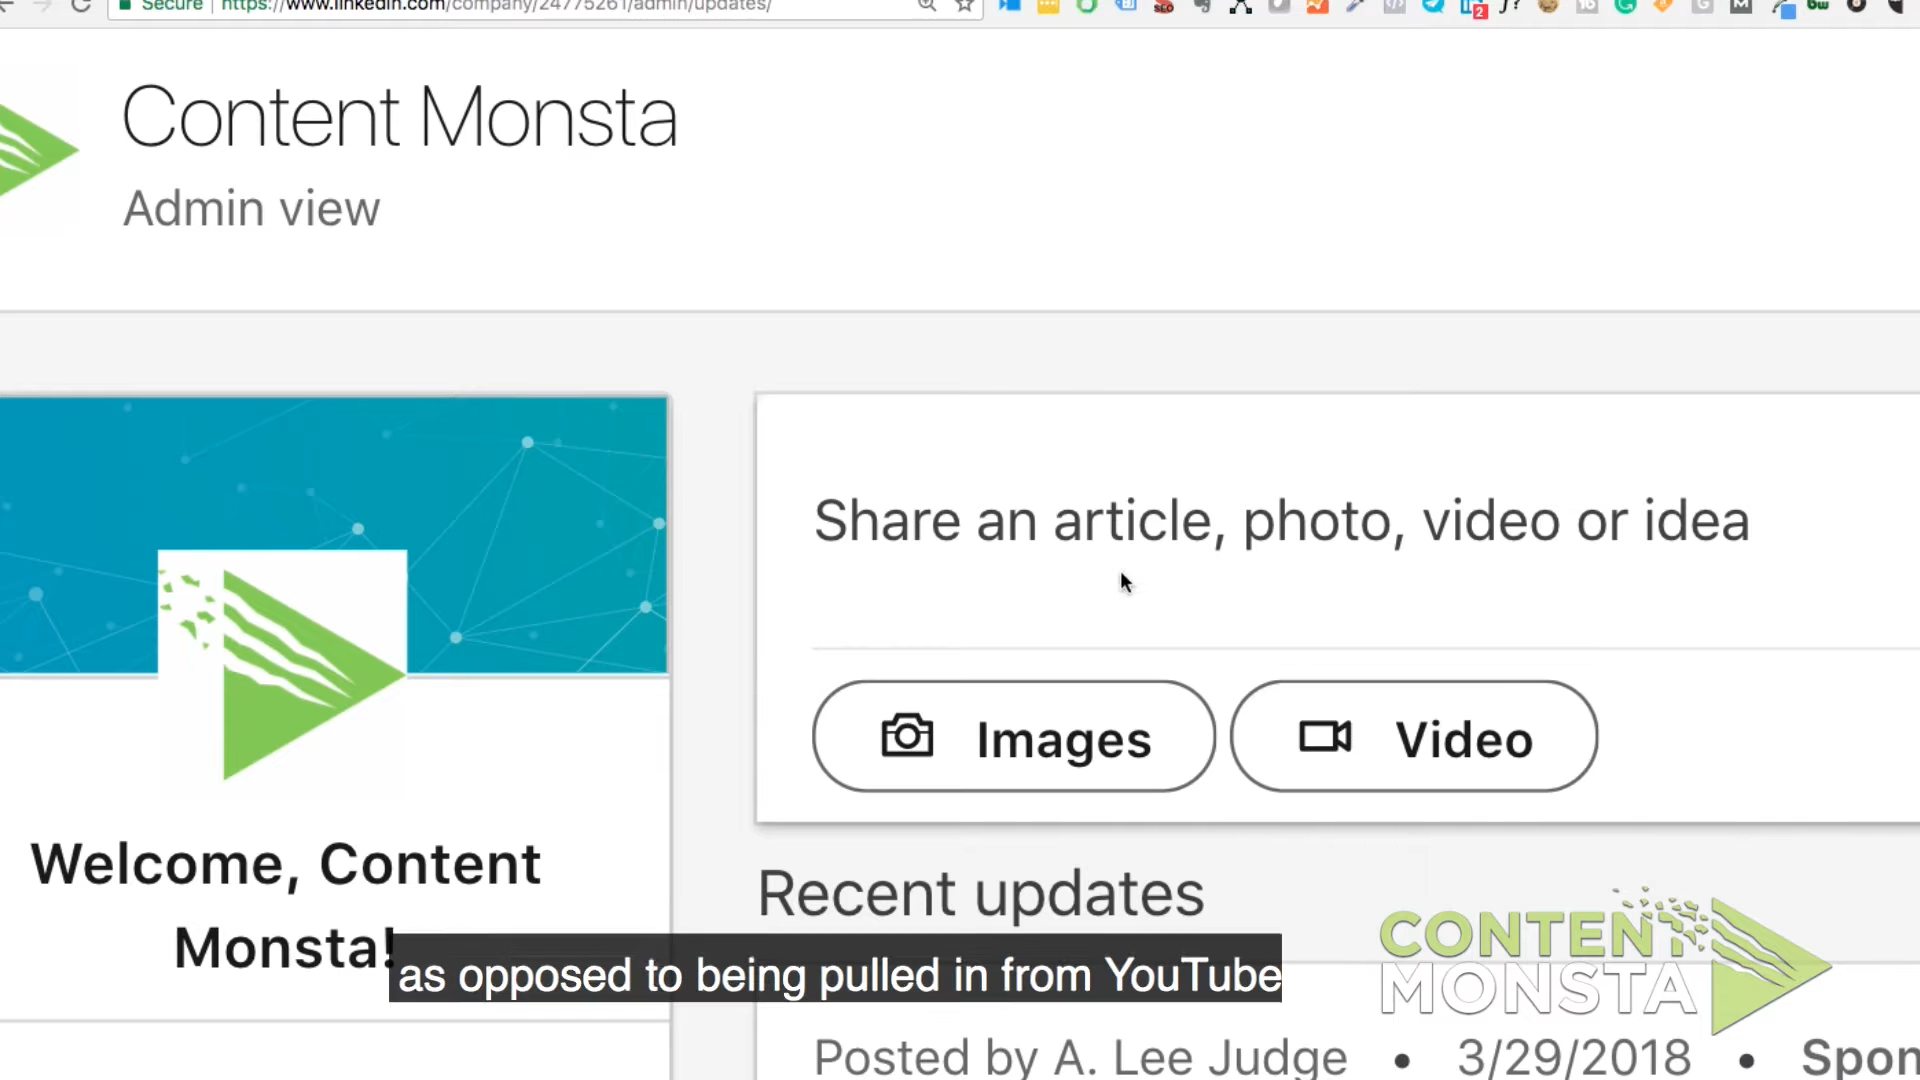 Secure | https://www.linkedin.com/company/24775261/admin/updates/
2
Content Monsta
Admin view
Share an article, photo, video or idea
Images
Video
Welcome, Content
Monsta!
Recent updates
as opposed to being pulled in from YouTube
CONTENT
MONSTA
Posted by A. Lee Judge • 3/29/2018 • Spon